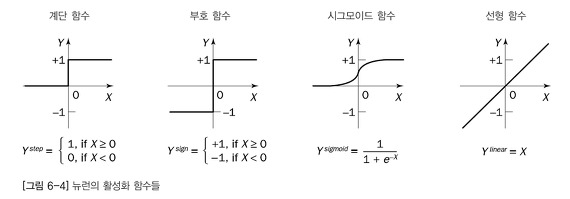 계단 함수
부호 함수
시그모이드 함수
선형 함수
Y
+1
0
X
−1
Y
+1
0
X
−1
Y
+1
0
X
−1
Y
+1
0
X
−1
Y step = { 1, if X ≥ 0
0, if X < 0
Y sign = { +1, if X ≥ 0
−1, if X < 0
Y sigmoid = 1 / 1 + e−X
Y linear = X
[그림 6-4] 뉴런의 활성화 함수들